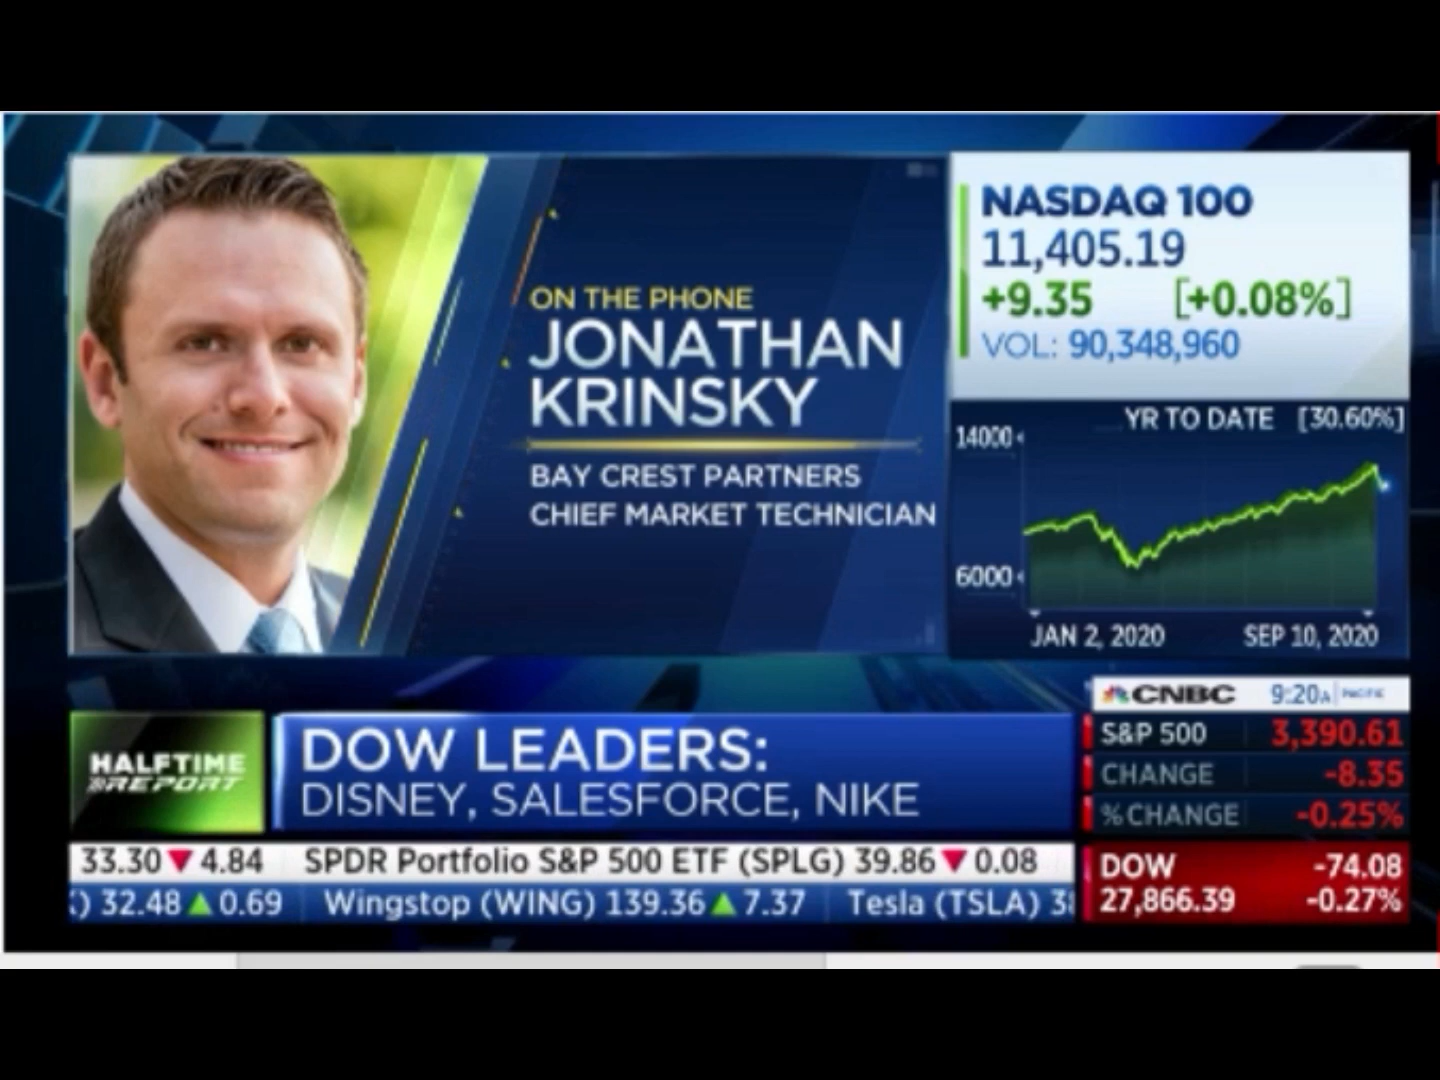 ON THE PHONE
JONATHAN
KRINSKY
BAY CREST PARTNERS
CHIEF MARKET TECHNICIAN
NASDAQ 100
11,405.19
+9.35 [+0.08%]
VOL: 90,348,960
YR TO DATE [30.60%]
14000
6000
JAN 2, 2020 SEP 10, 2020
CNBC 9:20A PACIFIC
S&P 500 3,390.61
CHANGE -8.35
% CHANGE -0.25%
DOW -74.08
27,866.39 -0.27%
HALFTIME
REPORT
DOW LEADERS:
DISNEY, SALESFORCE, NIKE
33.30 ▼ 4.84 SPDR Portfolio S&P 500 ETF (SPLG) 39.86 ▼ 0.08
) 32.48 ▲ 0.69 Wingstop (WING) 139.36 ▲ 7.37 Tesla (TSLA)